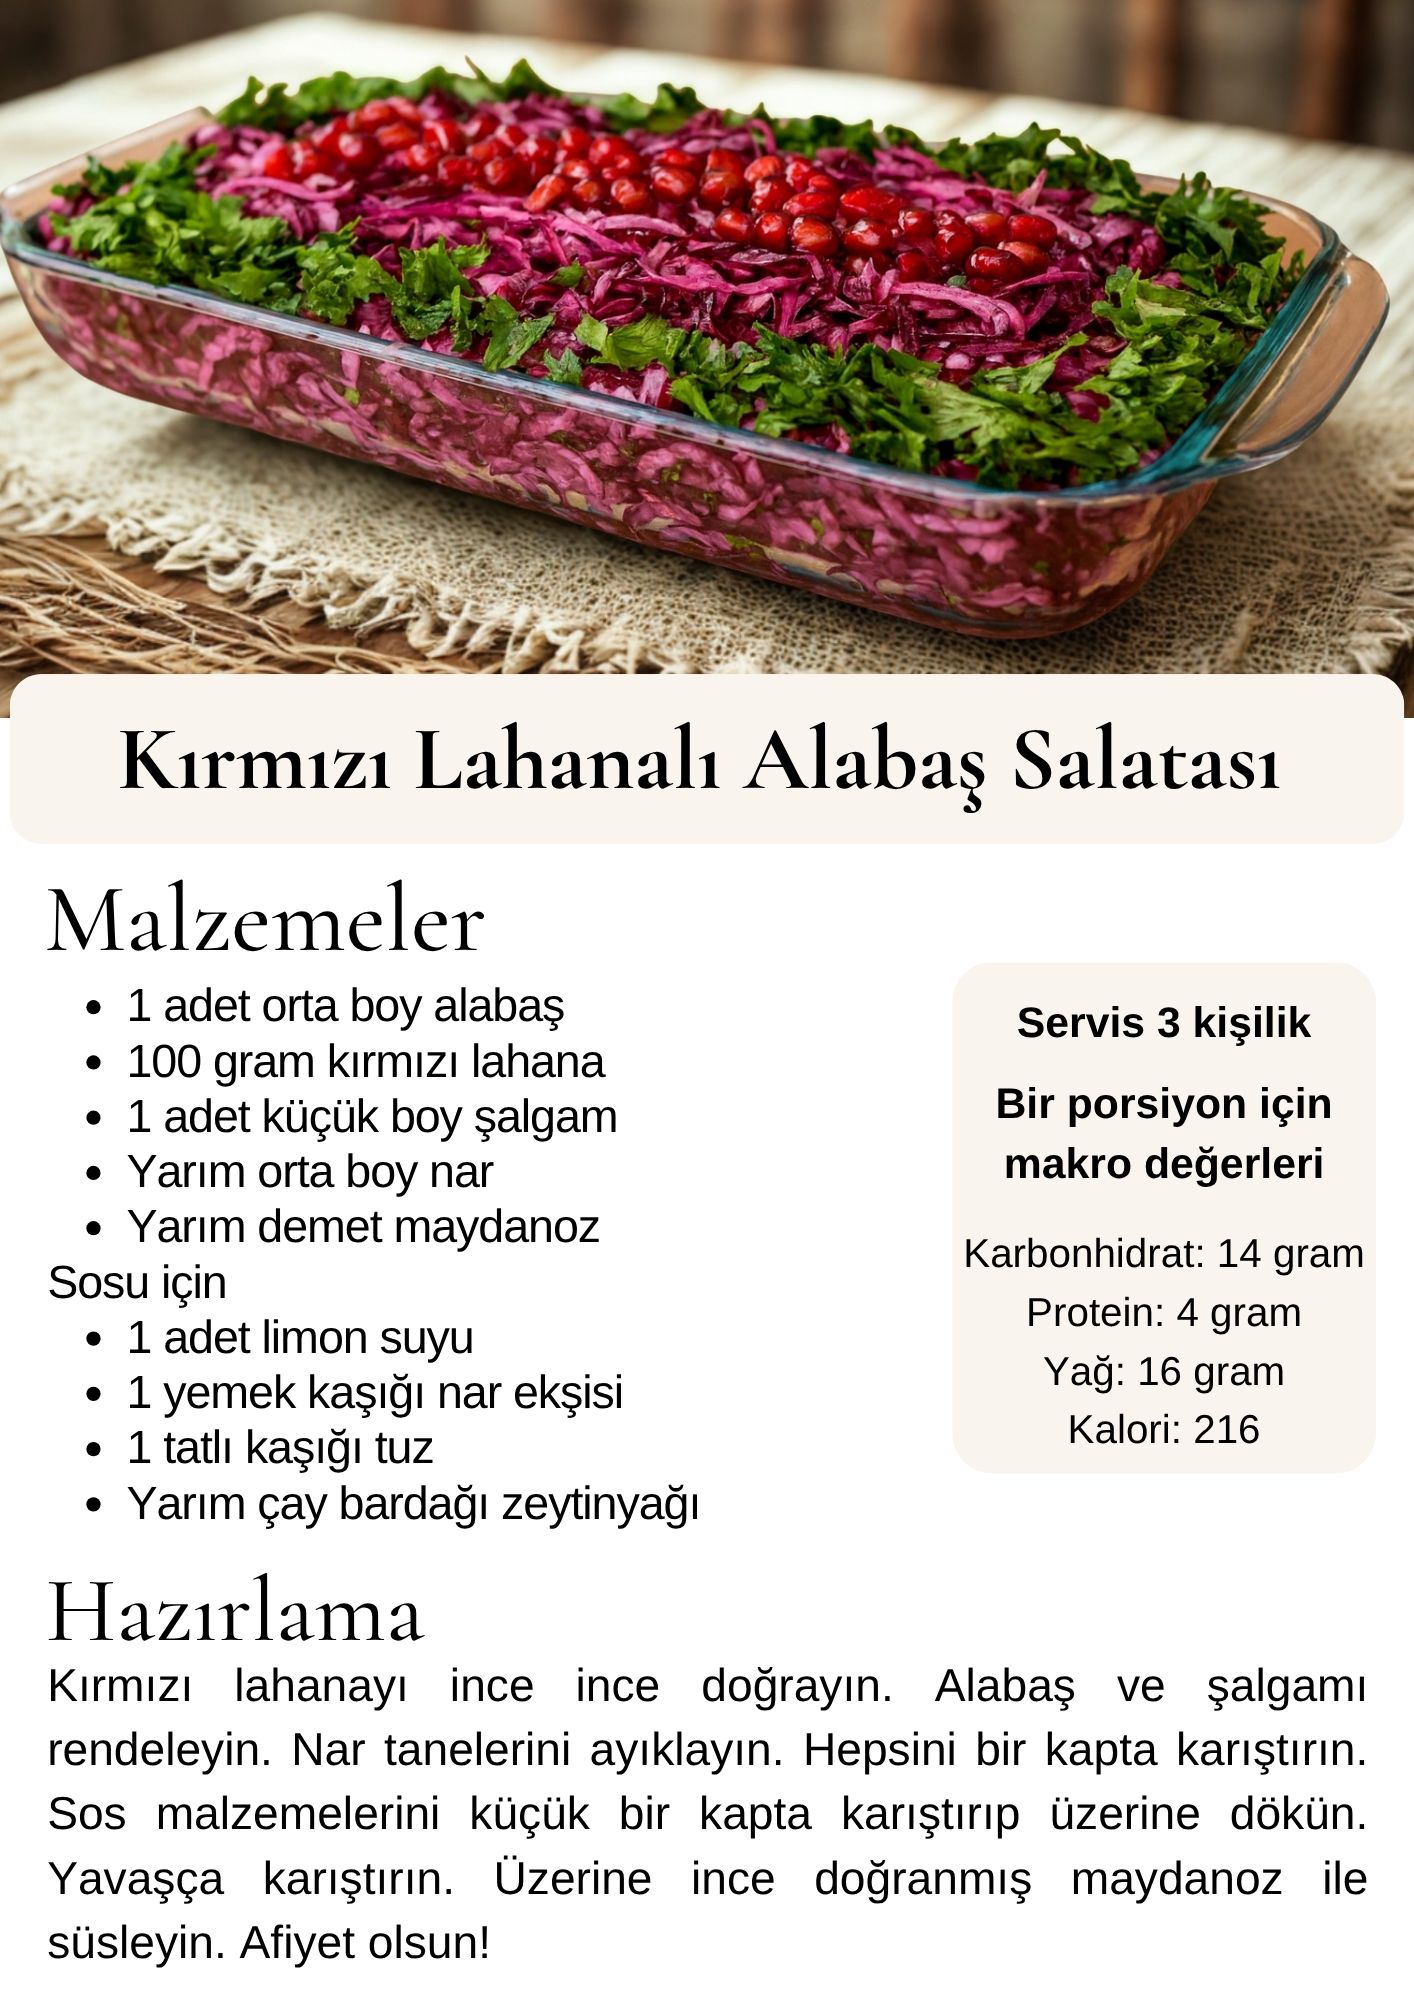 Kırmızı Lahanalı Alabaş Salatası
Malzemeler
• 1 adet orta boy alabaş
• 100 gram kırmızı lahana
• 1 adet küçük boy şalgam
• Yarım orta boy nar
• Yarım demet maydanoz
Sosu için
• 1 adet limon suyu
• 1 yemek kaşığı nar ekşisi
• 1 tatlı kaşığı tuz
• Yarım çay bardağı zeytinyağı
Servis 3 kişilik
Bir porsiyon için
makro değerleri
Karbonhidrat: 14 gram
Protein: 4 gram
Yağ: 16 gram
Kalori: 216
Hazırlama
Kırmızı lahanayı ince ince doğrayın. Alabaş ve şalgamı
rendeleyin. Nar tanelerini ayıklayın. Hepsini bir kapta karıştırın.
Sos malzemelerini küçük bir kapta karıştırıp üzerine dökün.
Yavaşça karıştırın. Üzerine ince doğranmış maydanoz ile
süsleyin. Afiyet olsun!